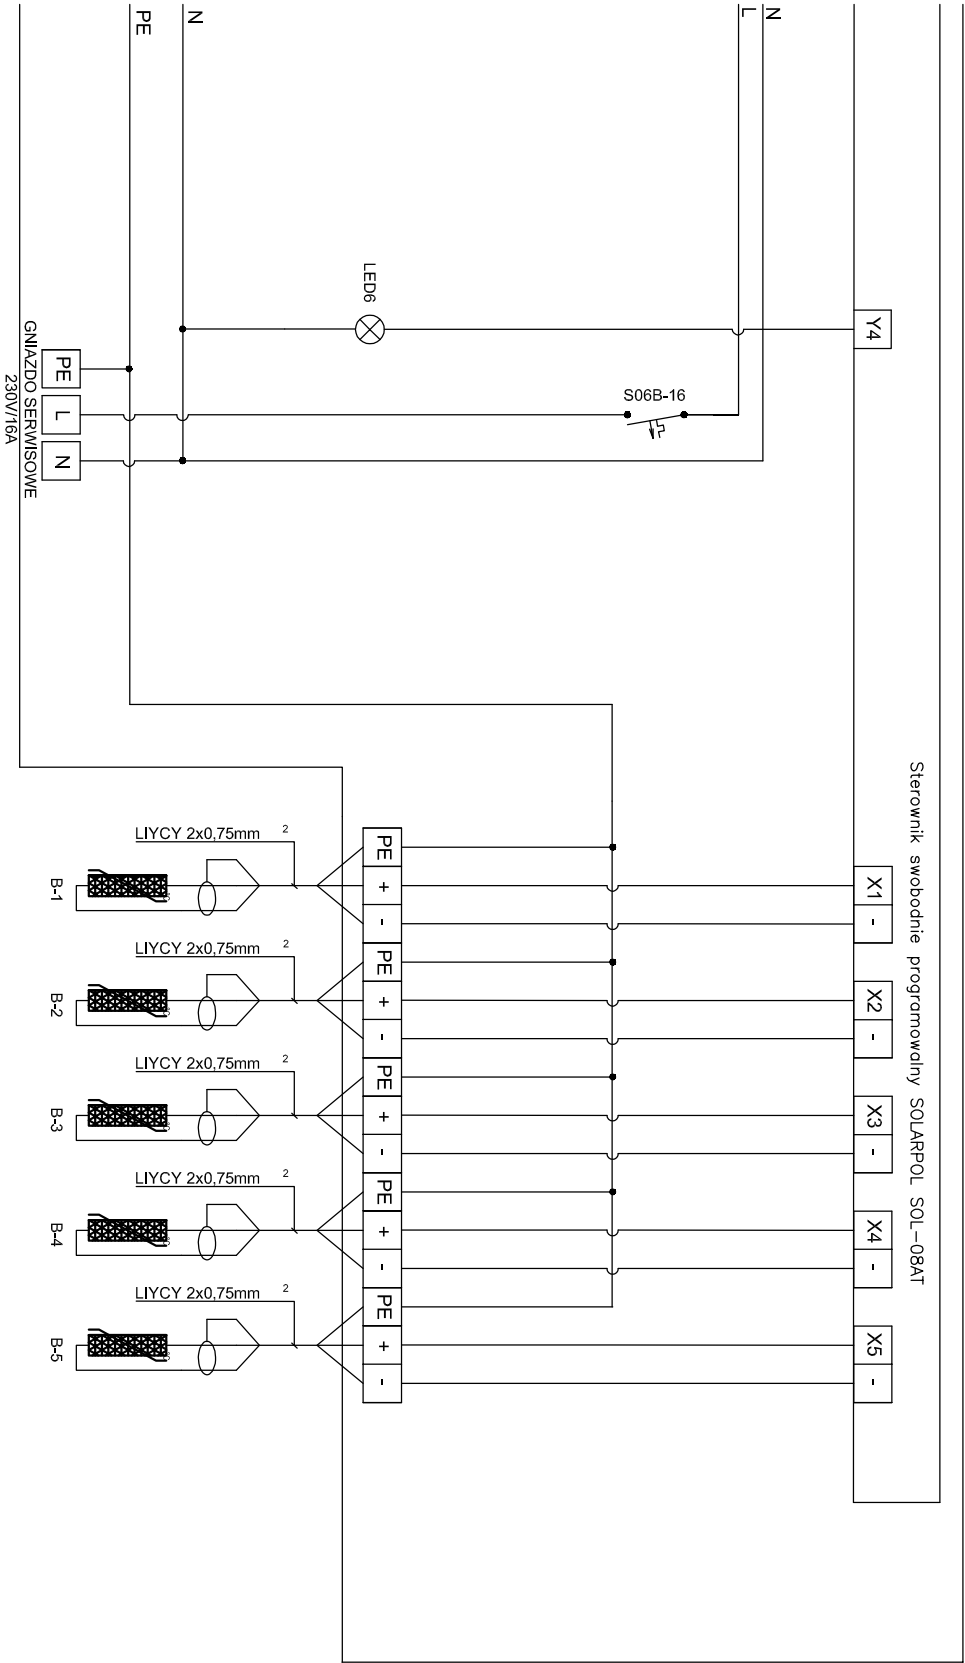 N
PE
N
L
LED6
Y4
S06B-16
PE
L
N
GNIAZDO SERWISOWE
230V/16A
Sterownik swobodnie programowalny SOLARPOL SOL-08AT
LIYCY 2x0,75mm 2
B-1
PE
+
-
X1
-
LIYCY 2x0,75mm 2
B-2
PE
+
-
X2
-
LIYCY 2x0,75mm 2
B-3
PE
+
-
X3
-
LIYCY 2x0,75mm 2
B-4
PE
+
-
X4
-
LIYCY 2x0,75mm 2
B-5
PE
+
-
X5
-